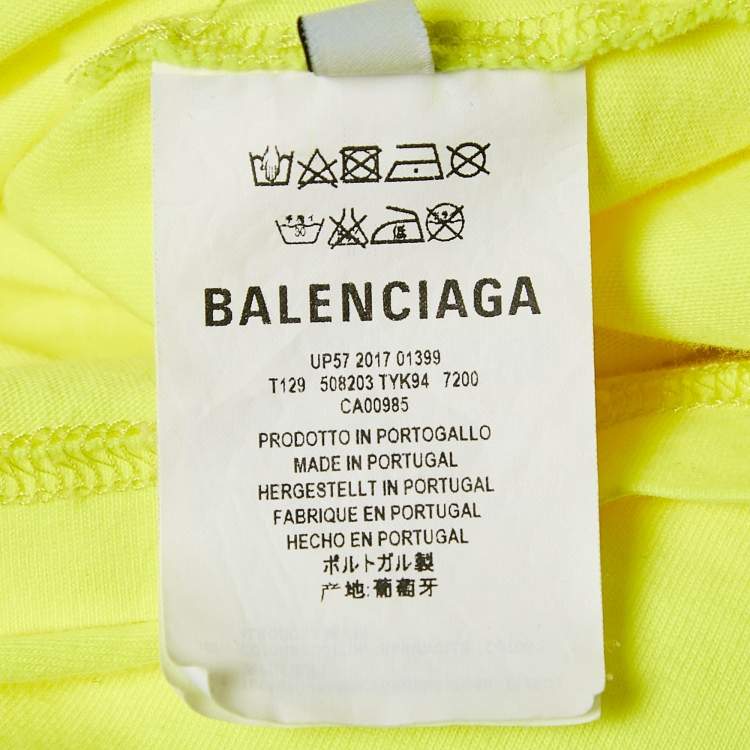 BALENCIAGA
UP57 2017 01399
T129 508203 TYK94 7200
CA00985
PRODOTTO IN PORTOGALLO
MADE IN PORTUGAL
HERGESTELLT IN PORTUGAL
FABRIQUE EN PORTUGAL
HECHO EN PORTUGAL
ポルトガル製
产地:葡萄牙